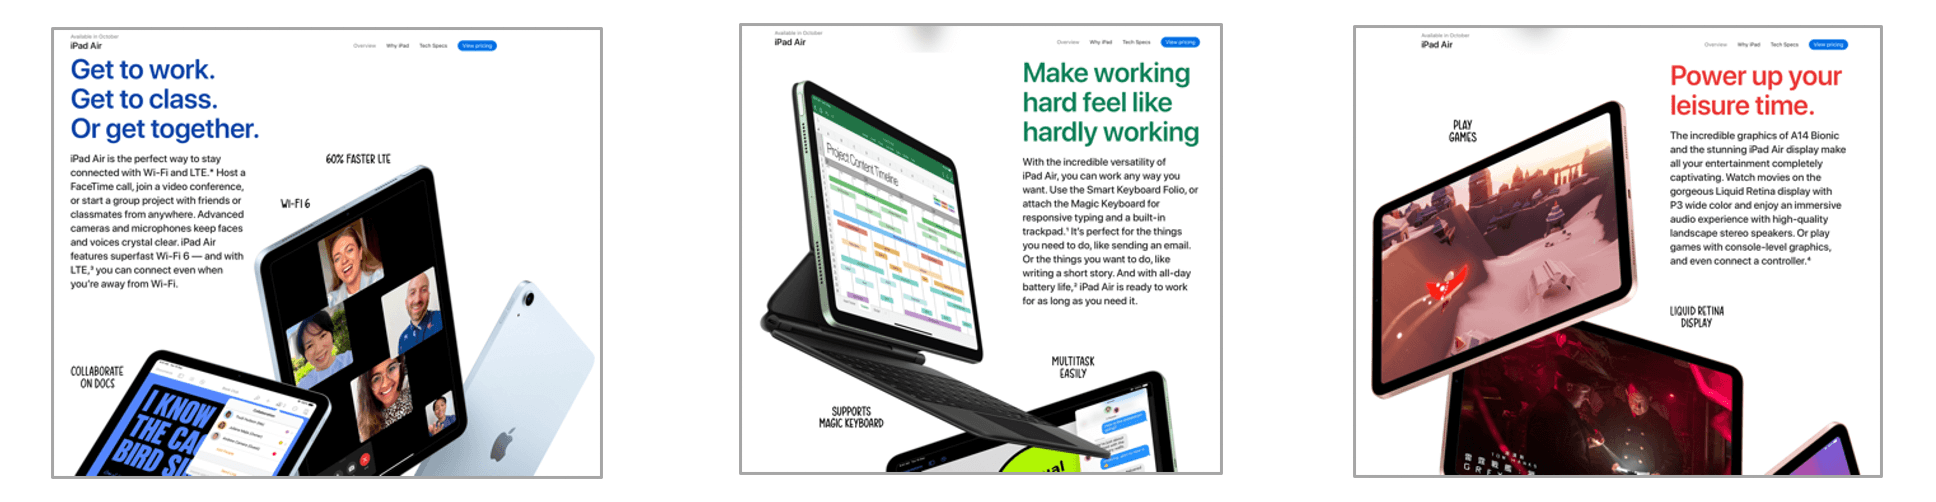 Available in October
iPad Air
Overview Why iPad Tech Specs View pricing
Get to work.
Get to class.
Or get together.
iPad Air is the perfect way to stay
connected with Wi-Fi and LTE.* Host a
FaceTime call, join a video conference,
or start a group project with friends or
classmates from anywhere. Advanced
cameras and microphones keep faces
and voices crystal clear. iPad Air
features superfast Wi-Fi 6 — and with
LTE,³ you can connect even when
you're away from Wi-Fi.
60% FASTER LTE
WI-FI 6
COLLABORATE
ON DOCS
I KNOW
THE CA
BIRD SI
Collaboration
Available in October
iPad Air
Overview Why iPad Tech Specs View pricing
Make working
hard feel like
hardly working
With the incredible versatility of
iPad Air, you can work any way you
want. Use the Smart Keyboard Folio, or
attach the Magic Keyboard for
responsive typing and a built-in
trackpad.¹ It's perfect for the things
you need to do, like sending an email.
Or the things you want to do, like
writing a short story. And with all-day
battery life,² iPad Air is ready to work
for as long as you need it.
Project Content Timeline
MULTITASK
EASILY
SUPPORTS
MAGIC KEYBOARD
Available in October
iPad Air
Overview Why iPad Tech Specs View pricing
Power up your
leisure time.
The incredible graphics of A14 Bionic
and the stunning iPad Air display make
all your entertainment completely
captivating. Watch movies on the
gorgeous Liquid Retina display with
P3 wide color and enjoy an immersive
audio experience with high-quality
landscape stereo speakers. Or play
games with console-level graphics,
and even connect a controller.⁴
PLAY
GAMES
LIQUID RETINA
DISPLAY
TOM HANKS
GREY